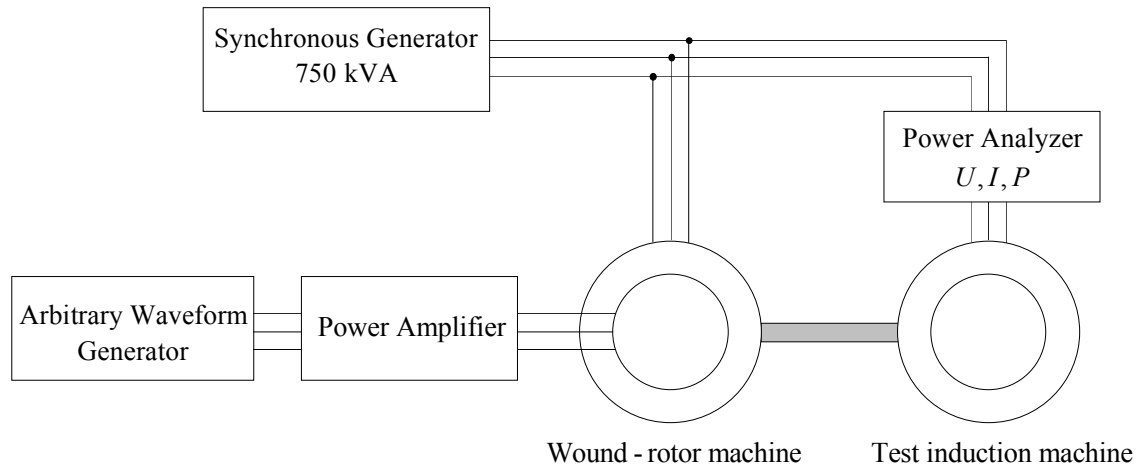 Synchronous Generator
750 kVA
Power Analyzer
U, I, P
Arbitrary Waveform
Generator
Power Amplifier
Wound - rotor machine
Test induction machine